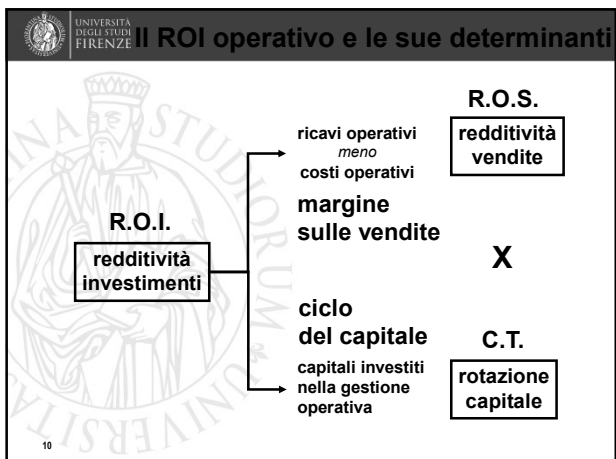 UNIVERSITÀ
DEGLI STUDI
FIRENZE
Il ROI operativo e le sue determinanti
R.O.S.
redditività
vendite
ricavi operativi
meno
costi operativi
margine
sulle vendite
R.O.I.
redditività
investimenti
X
ciclo
del capitale
C.T.
capitali investiti
nella gestione
operativa
rotazione
capitale
10